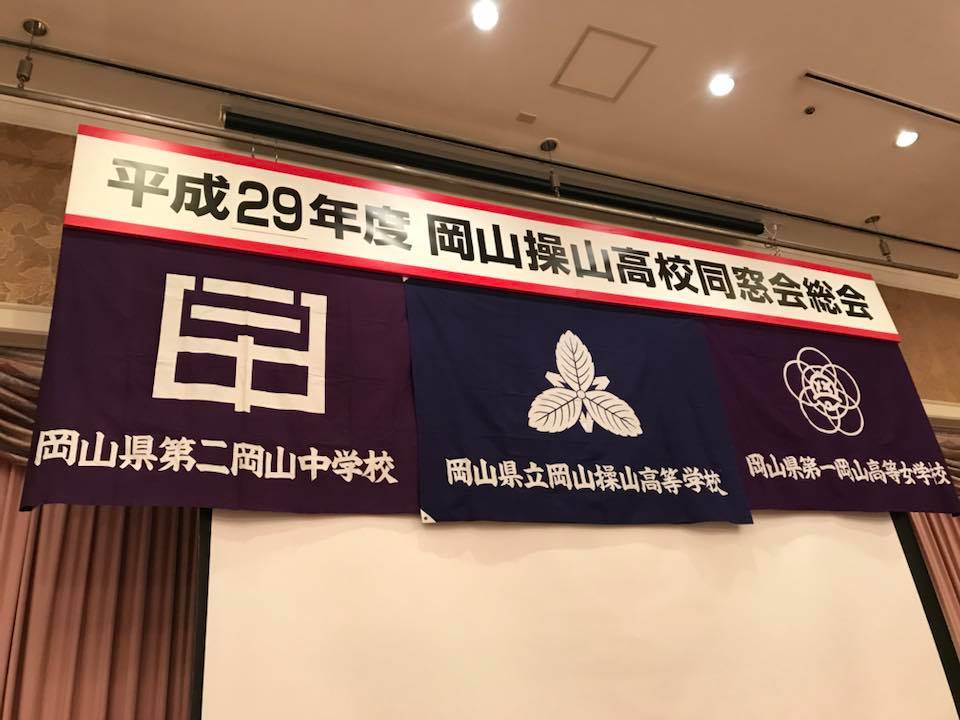 平成29年度 岡山操山高校同窓会総会
岡山県第二岡山中学校
岡山県立岡山操山高等学校
岡山県第一岡山高等女学校